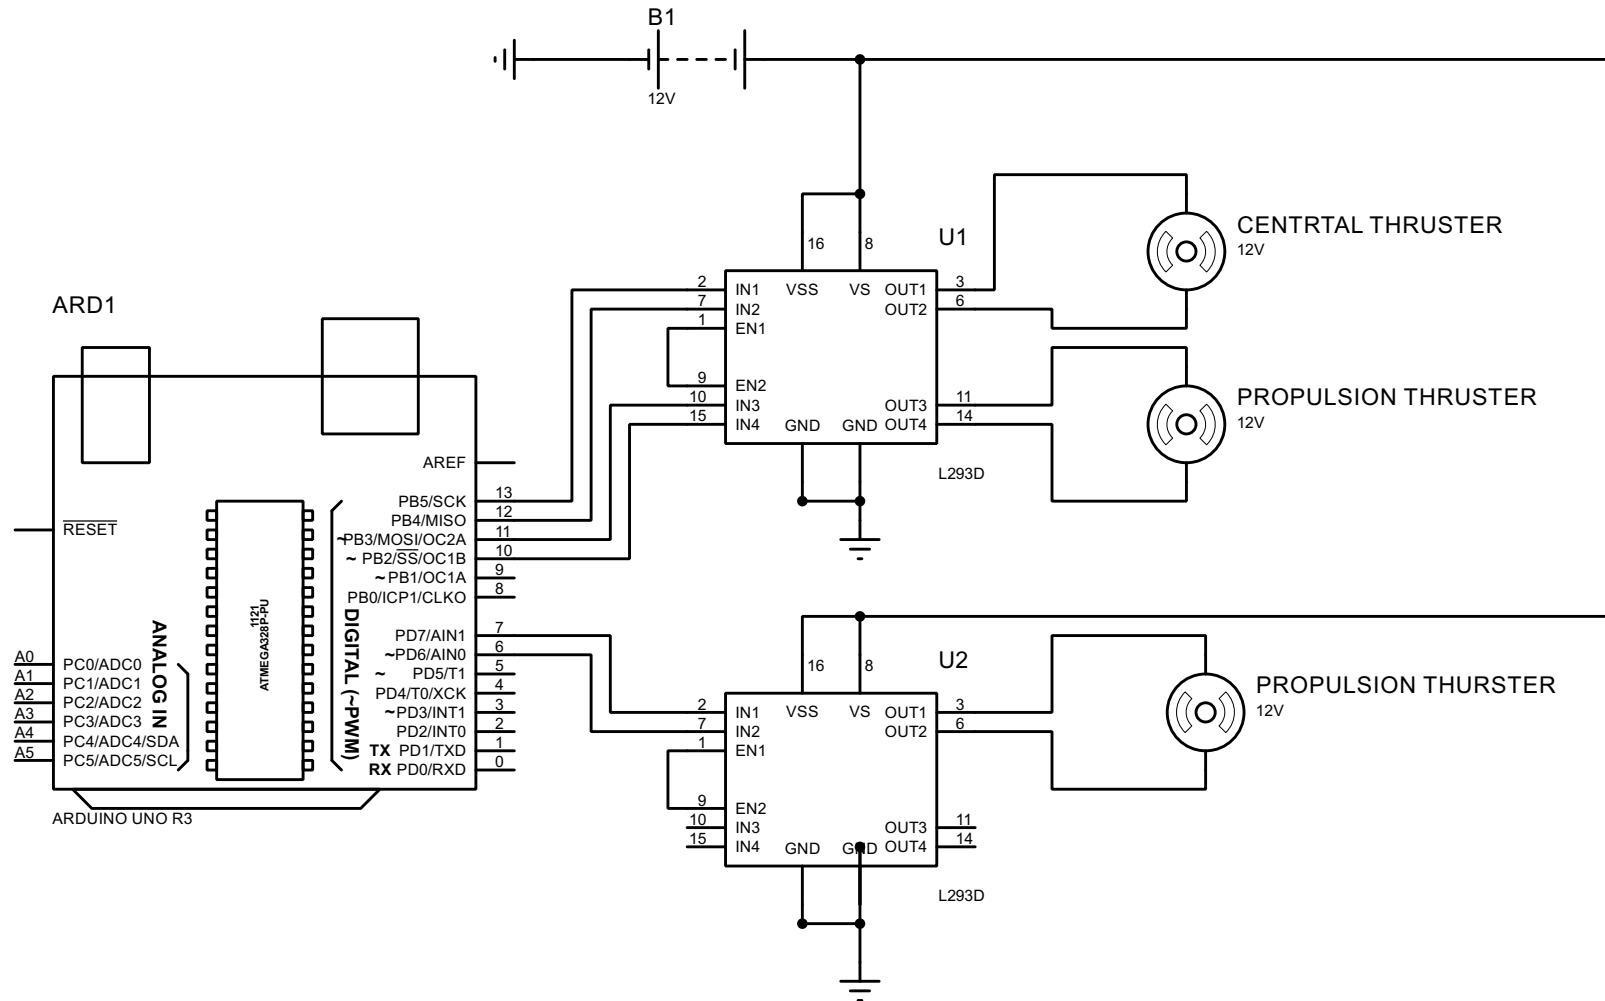 B1
12V
U1
16
8
VSS
VS
2
IN1
7
IN2
1
EN1
9
EN2
10
IN3
15
IN4
GND
GND
OUT1
3
OUT2
6
OUT3
11
OUT4
14
L293D
CENTRTAL THRUSTER
12V
PROPULSION THRUSTER
12V
ARD1
RESET
AREF
PB5/SCK
13
PB4/MISO
12
~PB3/MOSI/OC2A
11
~ PB2/SS/OC1B
10
~ PB1/OC1A
9
PB0/ICP1/CLKO
8
PD7/AIN1
7
~PD6/AIN0
6
~ PD5/T1
5
PD4/T0/XCK
4
~PD3/INT1
3
PD2/INT0
2
TX PD1/TXD
1
RX PD0/RXD
0
DIGITAL (~PWM)
1121
ATMEGA328P-PU
ANALOG IN
A0
PC0/ADC0
A1
PC1/ADC1
A2
PC2/ADC2
A3
PC3/ADC3
A4
PC4/ADC4/SDA
A5
PC5/ADC5/SCL
ARDUINO UNO R3
U2
16
8
VSS
VS
2
IN1
7
IN2
1
EN1
9
EN2
10
IN3
15
IN4
GND
GND
OUT1
3
OUT2
6
OUT3
11
OUT4
14
L293D
PROPULSION THURSTER
12V